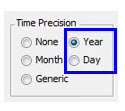 Time Precision
None Year
Month Day
Generic